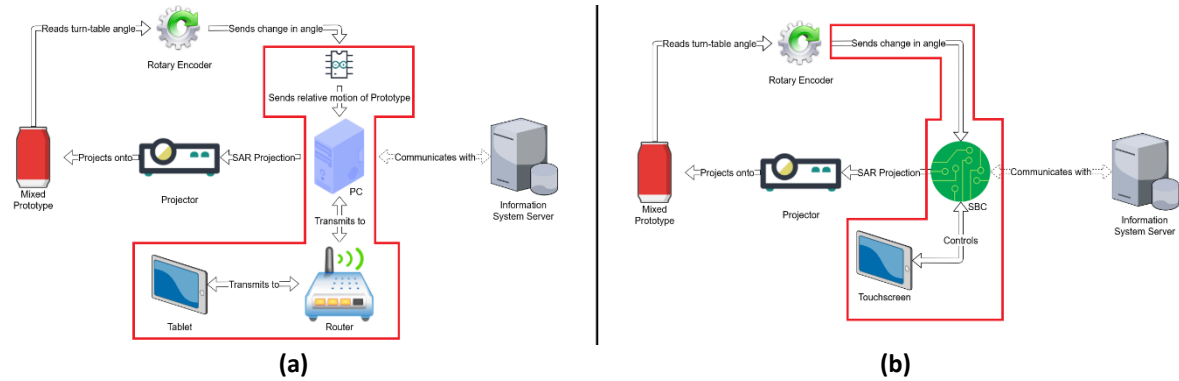 Reads turn-table angle
Sends change in angle
Rotary Encoder
Sends relative motion of Prototype
Projects onto
SAR Projection
Communicates with
Mixed
Prototype
Projector
PC
Information
System Server
Transmits to
Transmits to
Tablet
Router
(a)
Reads turn-table angle
Sends change in angle
Rotary Encoder
Projects onto
SAR Projection
Communicates with
Mixed
Prototype
Projector
SBC
Information
System Server
Controls
Touchscreen
(b)